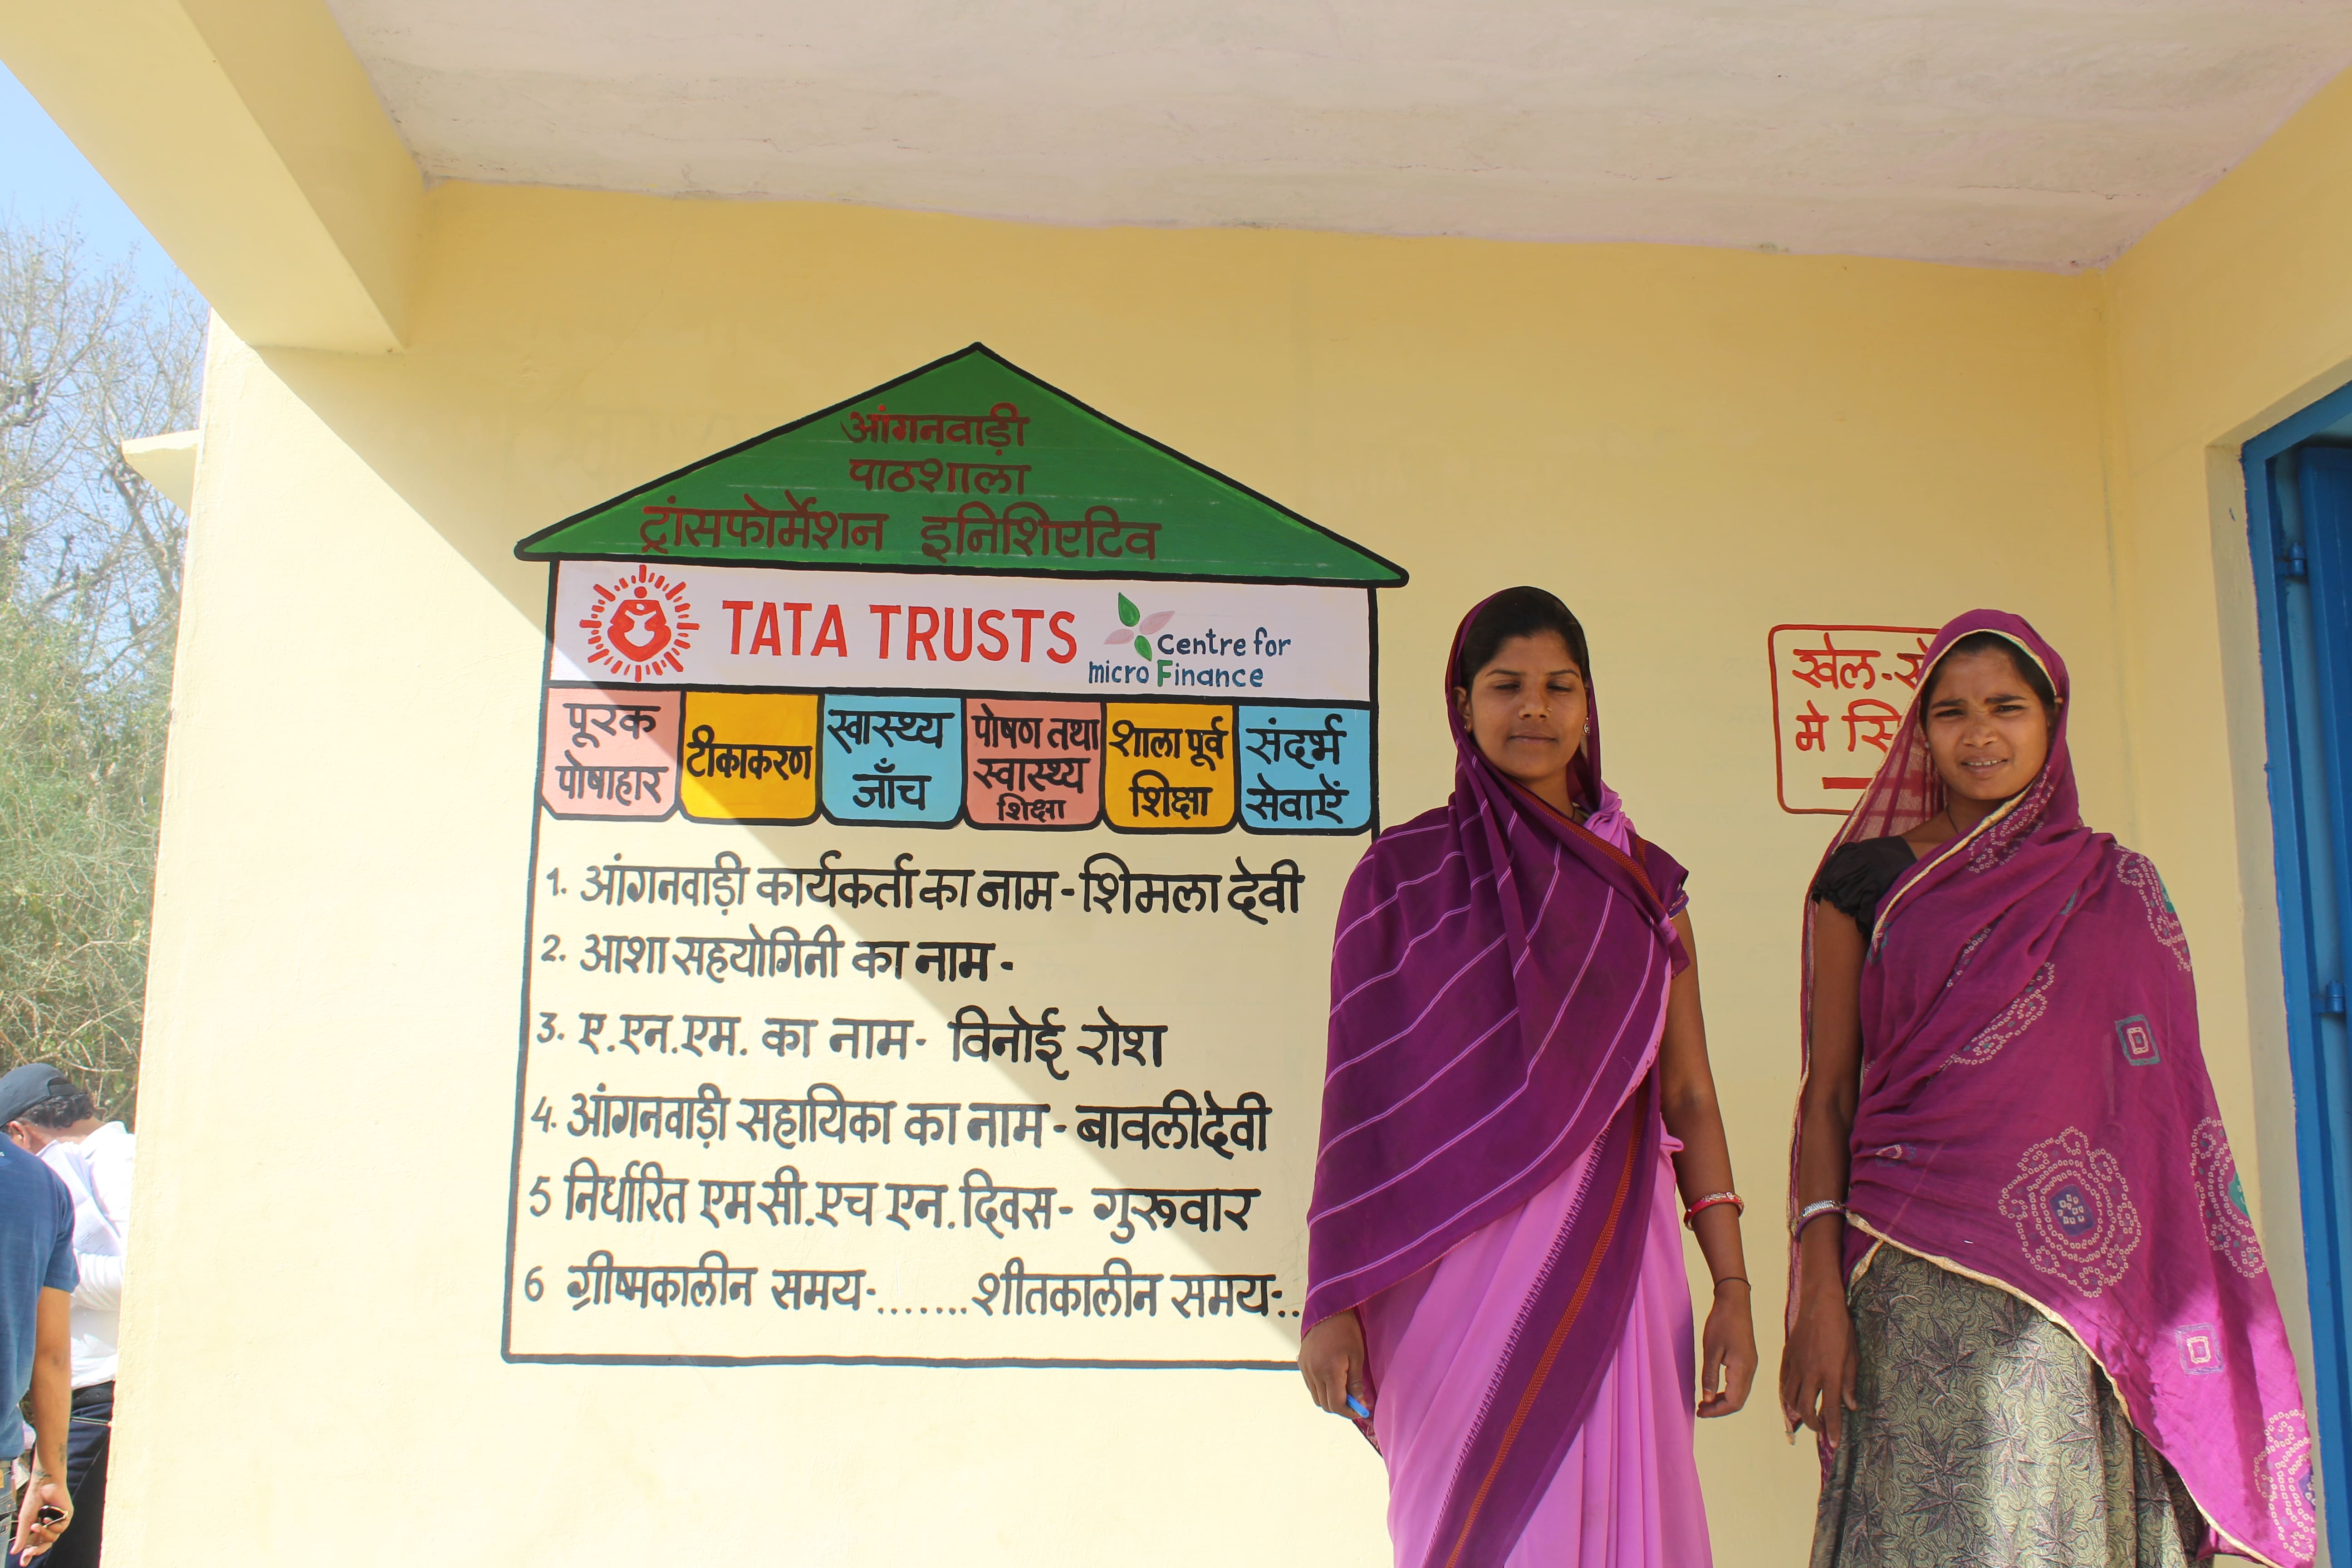 आंगनवाड़ी
पाठशाला
ट्रांसफोर्मेशन इनिशिएटिव
TATA TRUSTS
centre for
micro Finance
पूरक
पोषाहार
टीकाकरण
स्वास्थ्य
जाँच
पोषण तथा
स्वास्थ्य
शिक्षा
शाला पूर्व
शिक्षा
संदर्भ
सेवाऐं
1. आंगनवाड़ी कार्यकर्ता का नाम - शिमला देवी
2. आशा सहयोगिनी का नाम -
3. ए.एन.एम. का नाम - विनोई रोश
4. आंगनवाड़ी सहायिका का नाम - बावलीदेवी
5 निर्धारित एम सी.एच एन. दिवस - गुरूवार
6 ग्रीष्मकालीन समय-.......शीतकालीन समय-..
खेल-
मे